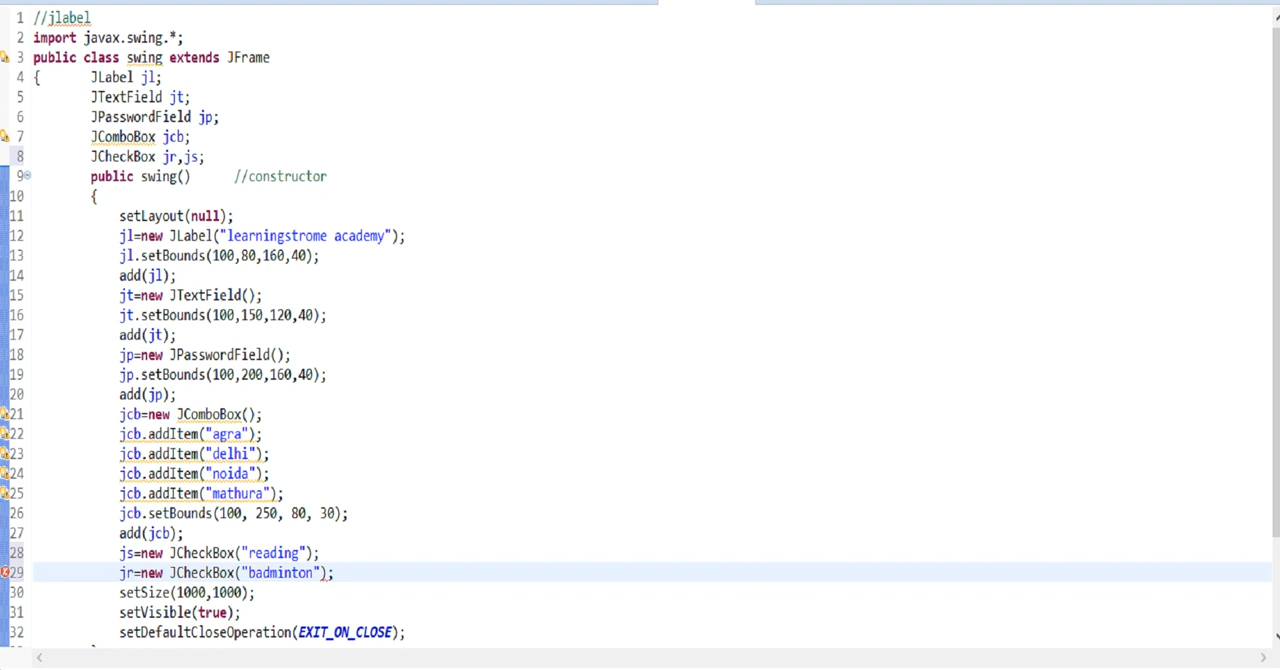 1 //jlabel
2 import javax.swing.*;
3 public class swing extends JFrame
4 { JLabel jl;
5 JTextField jt;
6 JPasswordField jp;
7 JComboBox jcb;
8 JCheckBox jr,js;
9 public swing() //constructor
10 {
11 setLayout(null);
12 jl=new JLabel("learningstrome academy");
13 jl.setBounds(100,80,160,40);
14 add(jl);
15 jt=new JTextField();
16 jt.setBounds(100,150,120,40);
17 add(jt);
18 jp=new JPasswordField();
19 jp.setBounds(100,200,160,40);
20 add(jp);
21 jcb=new JComboBox();
22 jcb.addItem("agra");
23 jcb.addItem("delhi");
24 jcb.addItem("noida");
25 jcb.addItem("mathura");
26 jcb.setBounds(100, 250, 80, 30);
27 add(jcb);
28 js=new JCheckBox("reading");
29 jr=new JCheckBox("badminton");
30 setSize(1000,1000);
31 setVisible(true);
32 setDefaultCloseOperation(EXIT_ON_CLOSE);